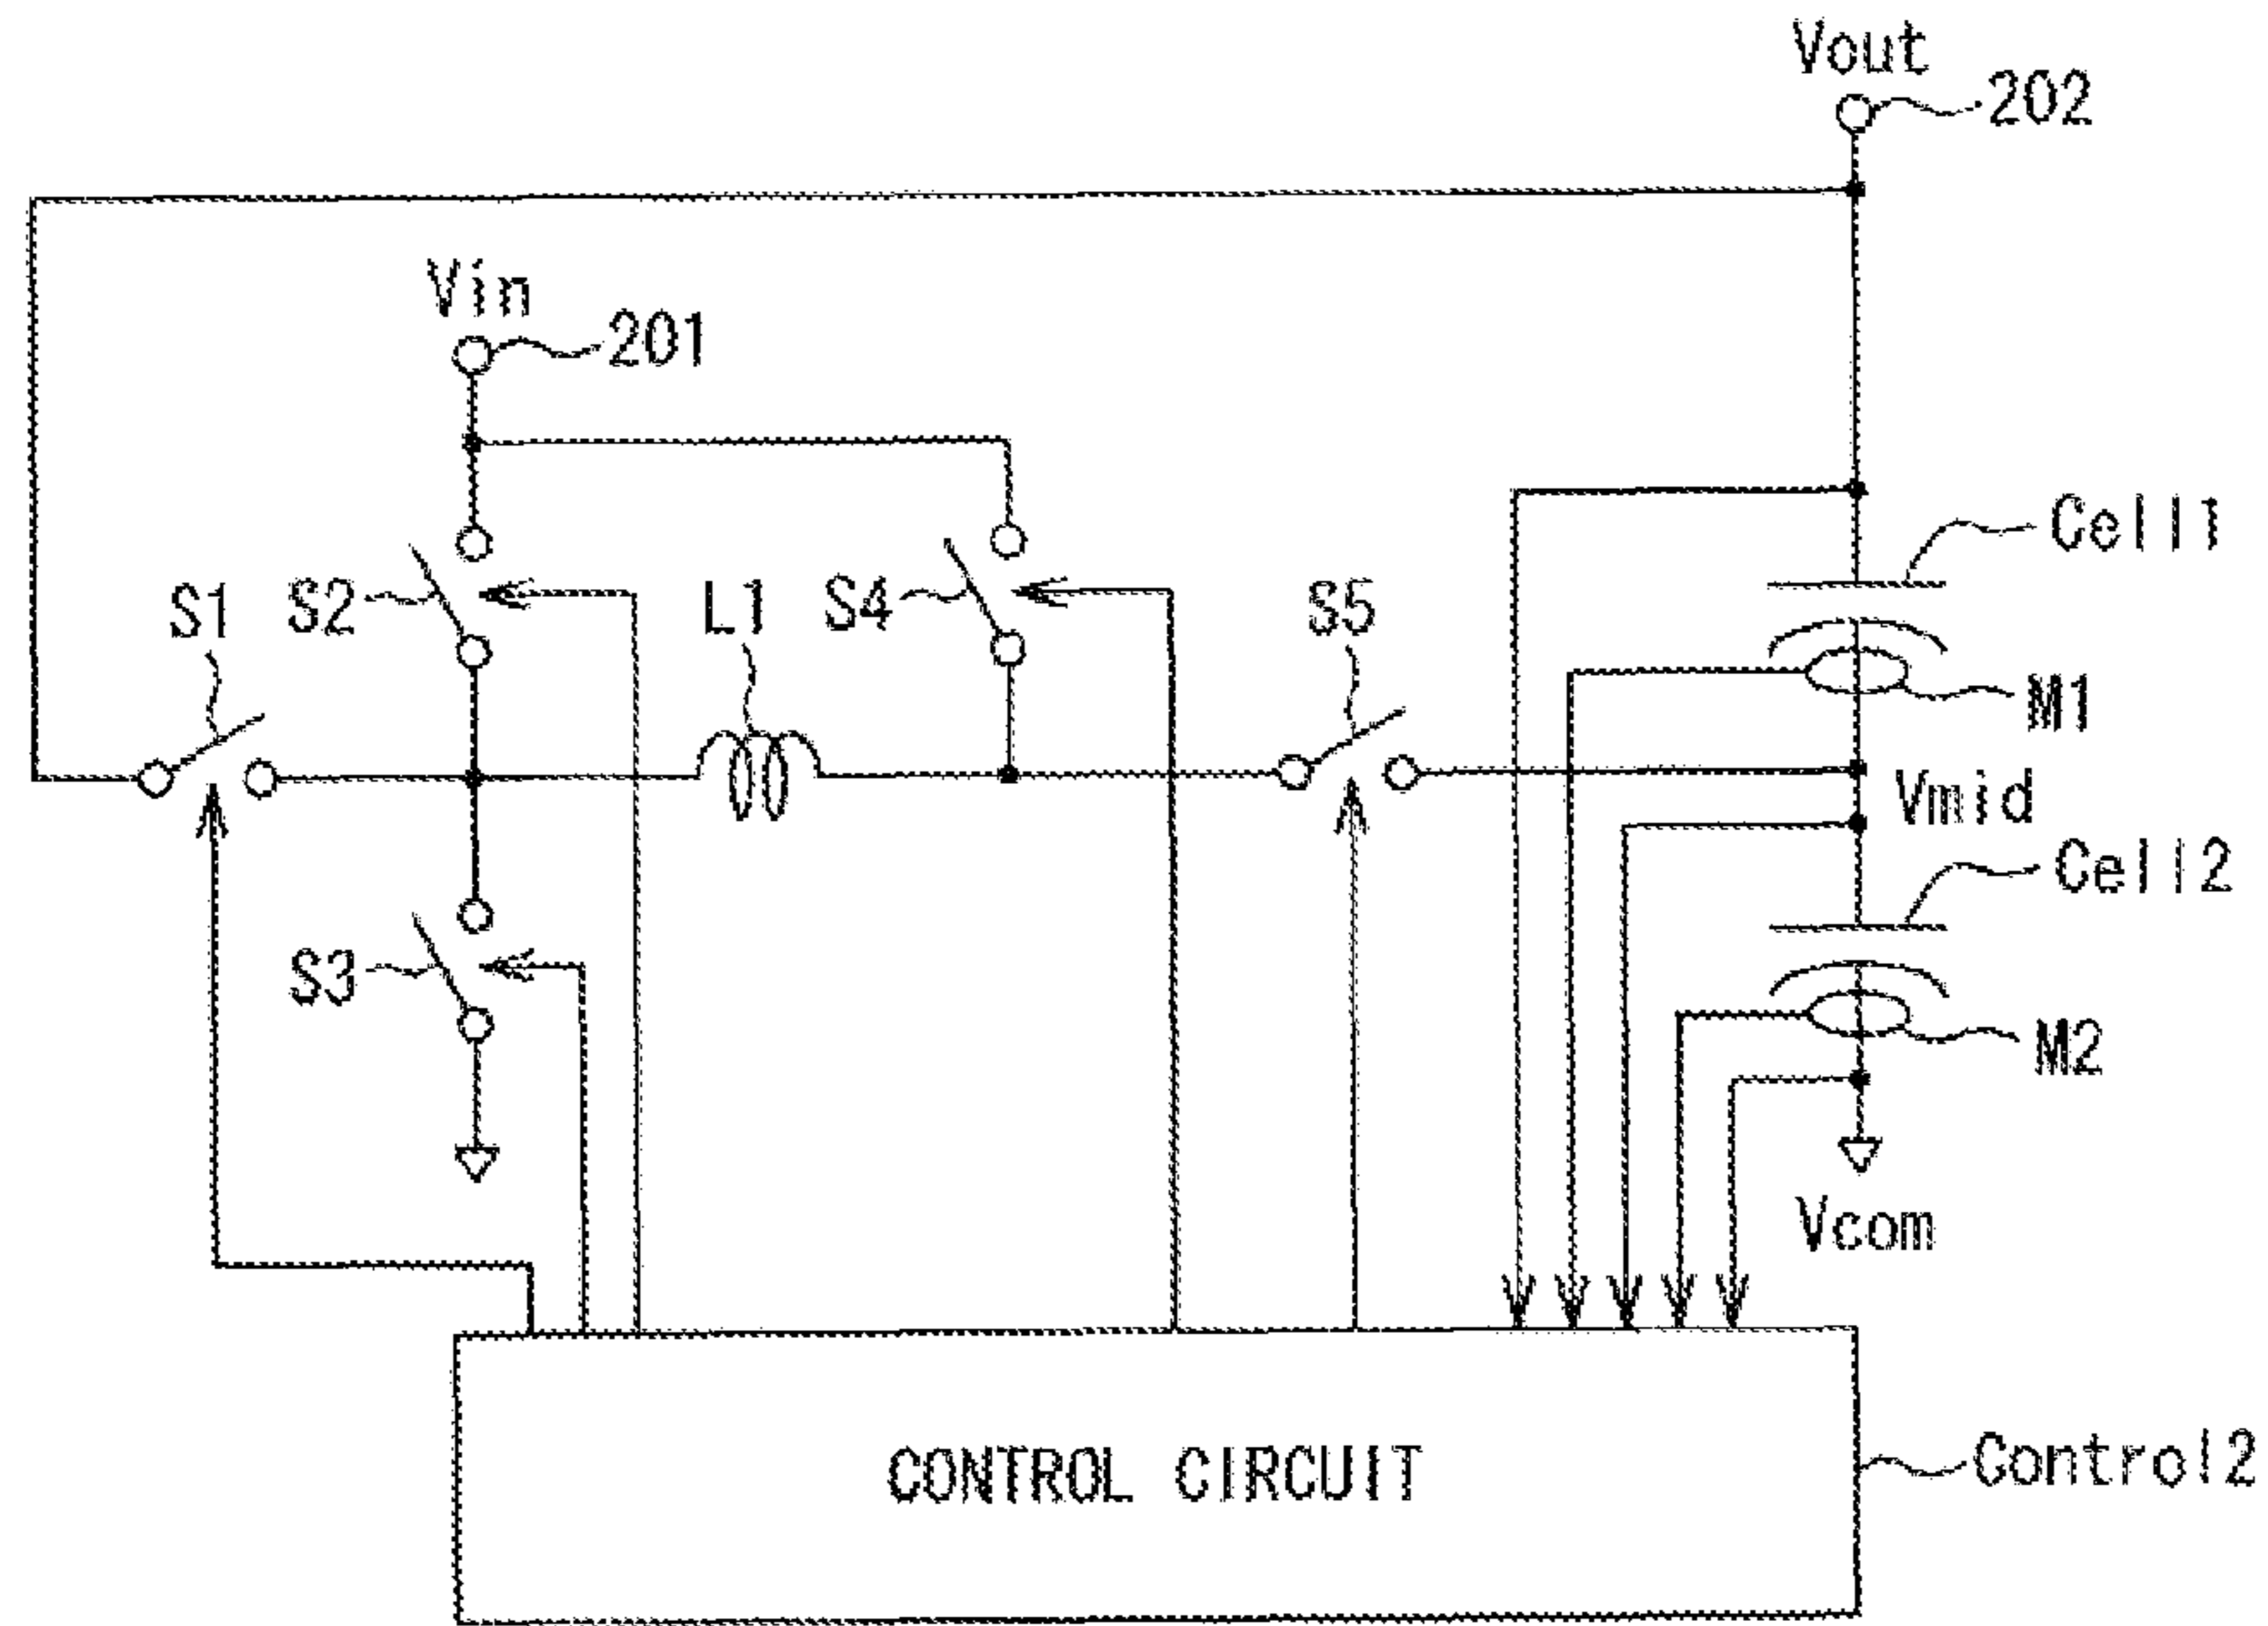 Vout
202
Vin
201
Cell1
S1
S2
L1
S4
S5
M1
Vmid
Cell2
S3
M2
Vcom
CONTROL CIRCUIT
Control2